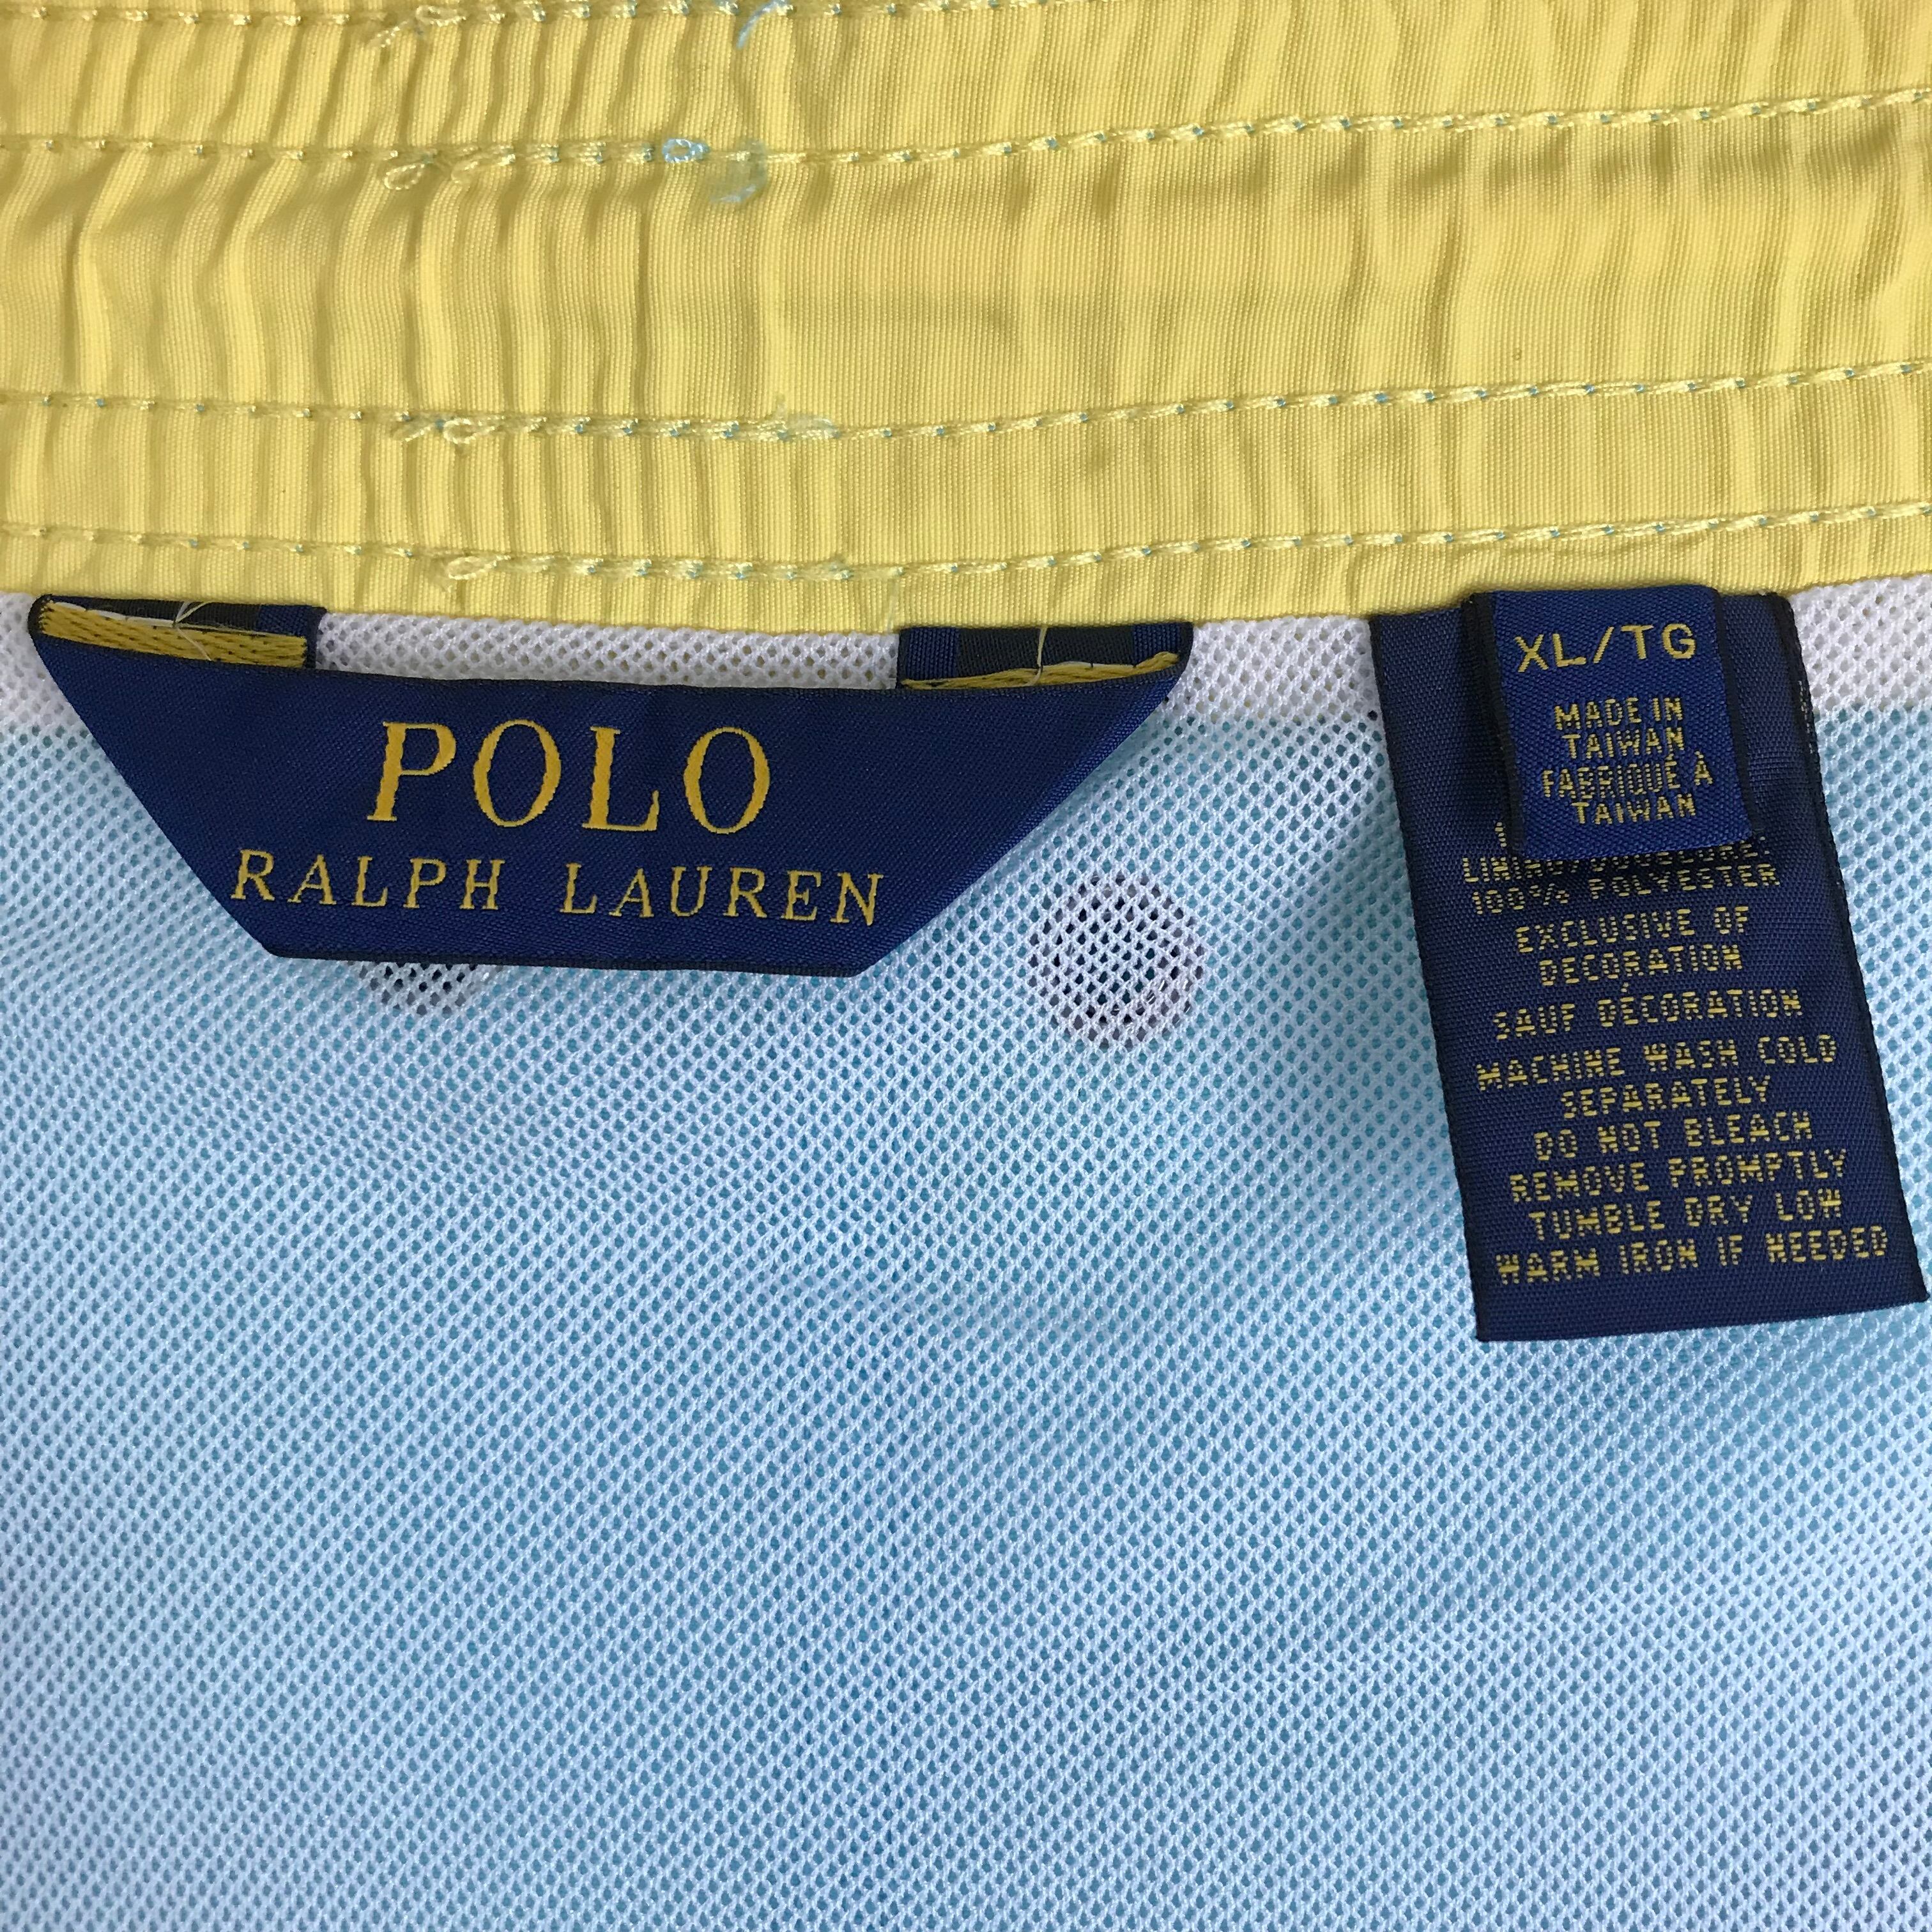 POLO
RALPH LAUREN
XL/TG
MADE IN
TAIWAN
FABRIQUÉ À
TAIWAN
100% POLYESTER
EXCLUSIVE OF
DECORATION
SAUF DÉCORATION
MACHINE WASH COLD
SEPARATELY
DO NOT BLEACH
REMOVE PROMPTLY
TUMBLE DRY LOW
WARM IRON IF NEEDED